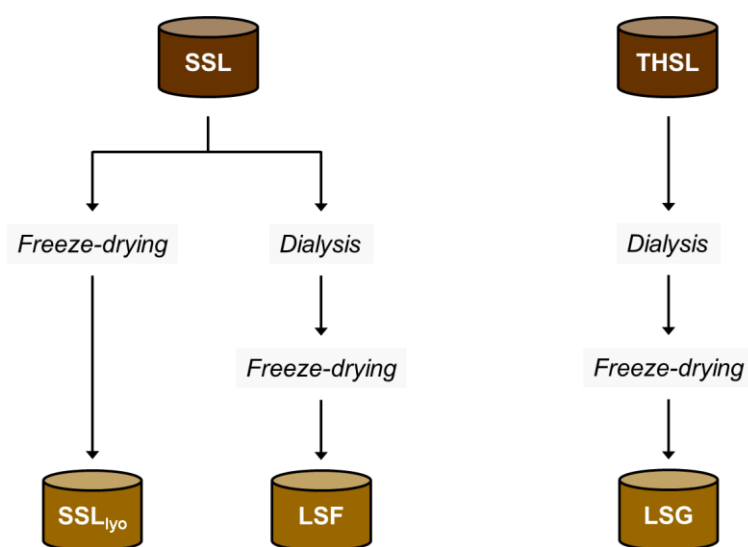 SSL
THSL
Freeze-drying
Dialysis
Dialysis
Freeze-drying
Freeze-drying
SSLlyo
LSF
LSG